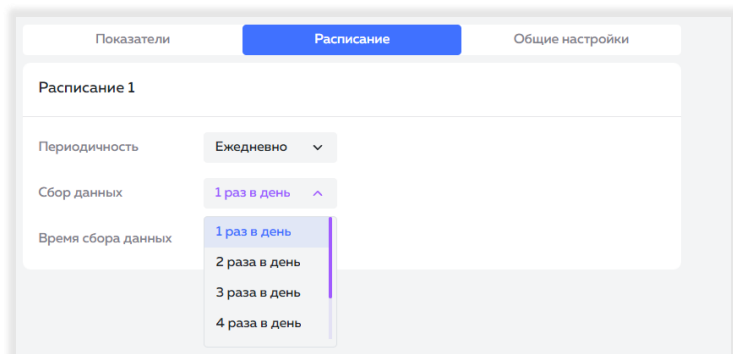 Показатели Расписание Общие настройки
Расписание 1
Периодичность Ежедневно
Сбор данных 1 раз в день
Время сбора данных 1 раз в день
2 раза в день
3 раза в день
4 раза в день